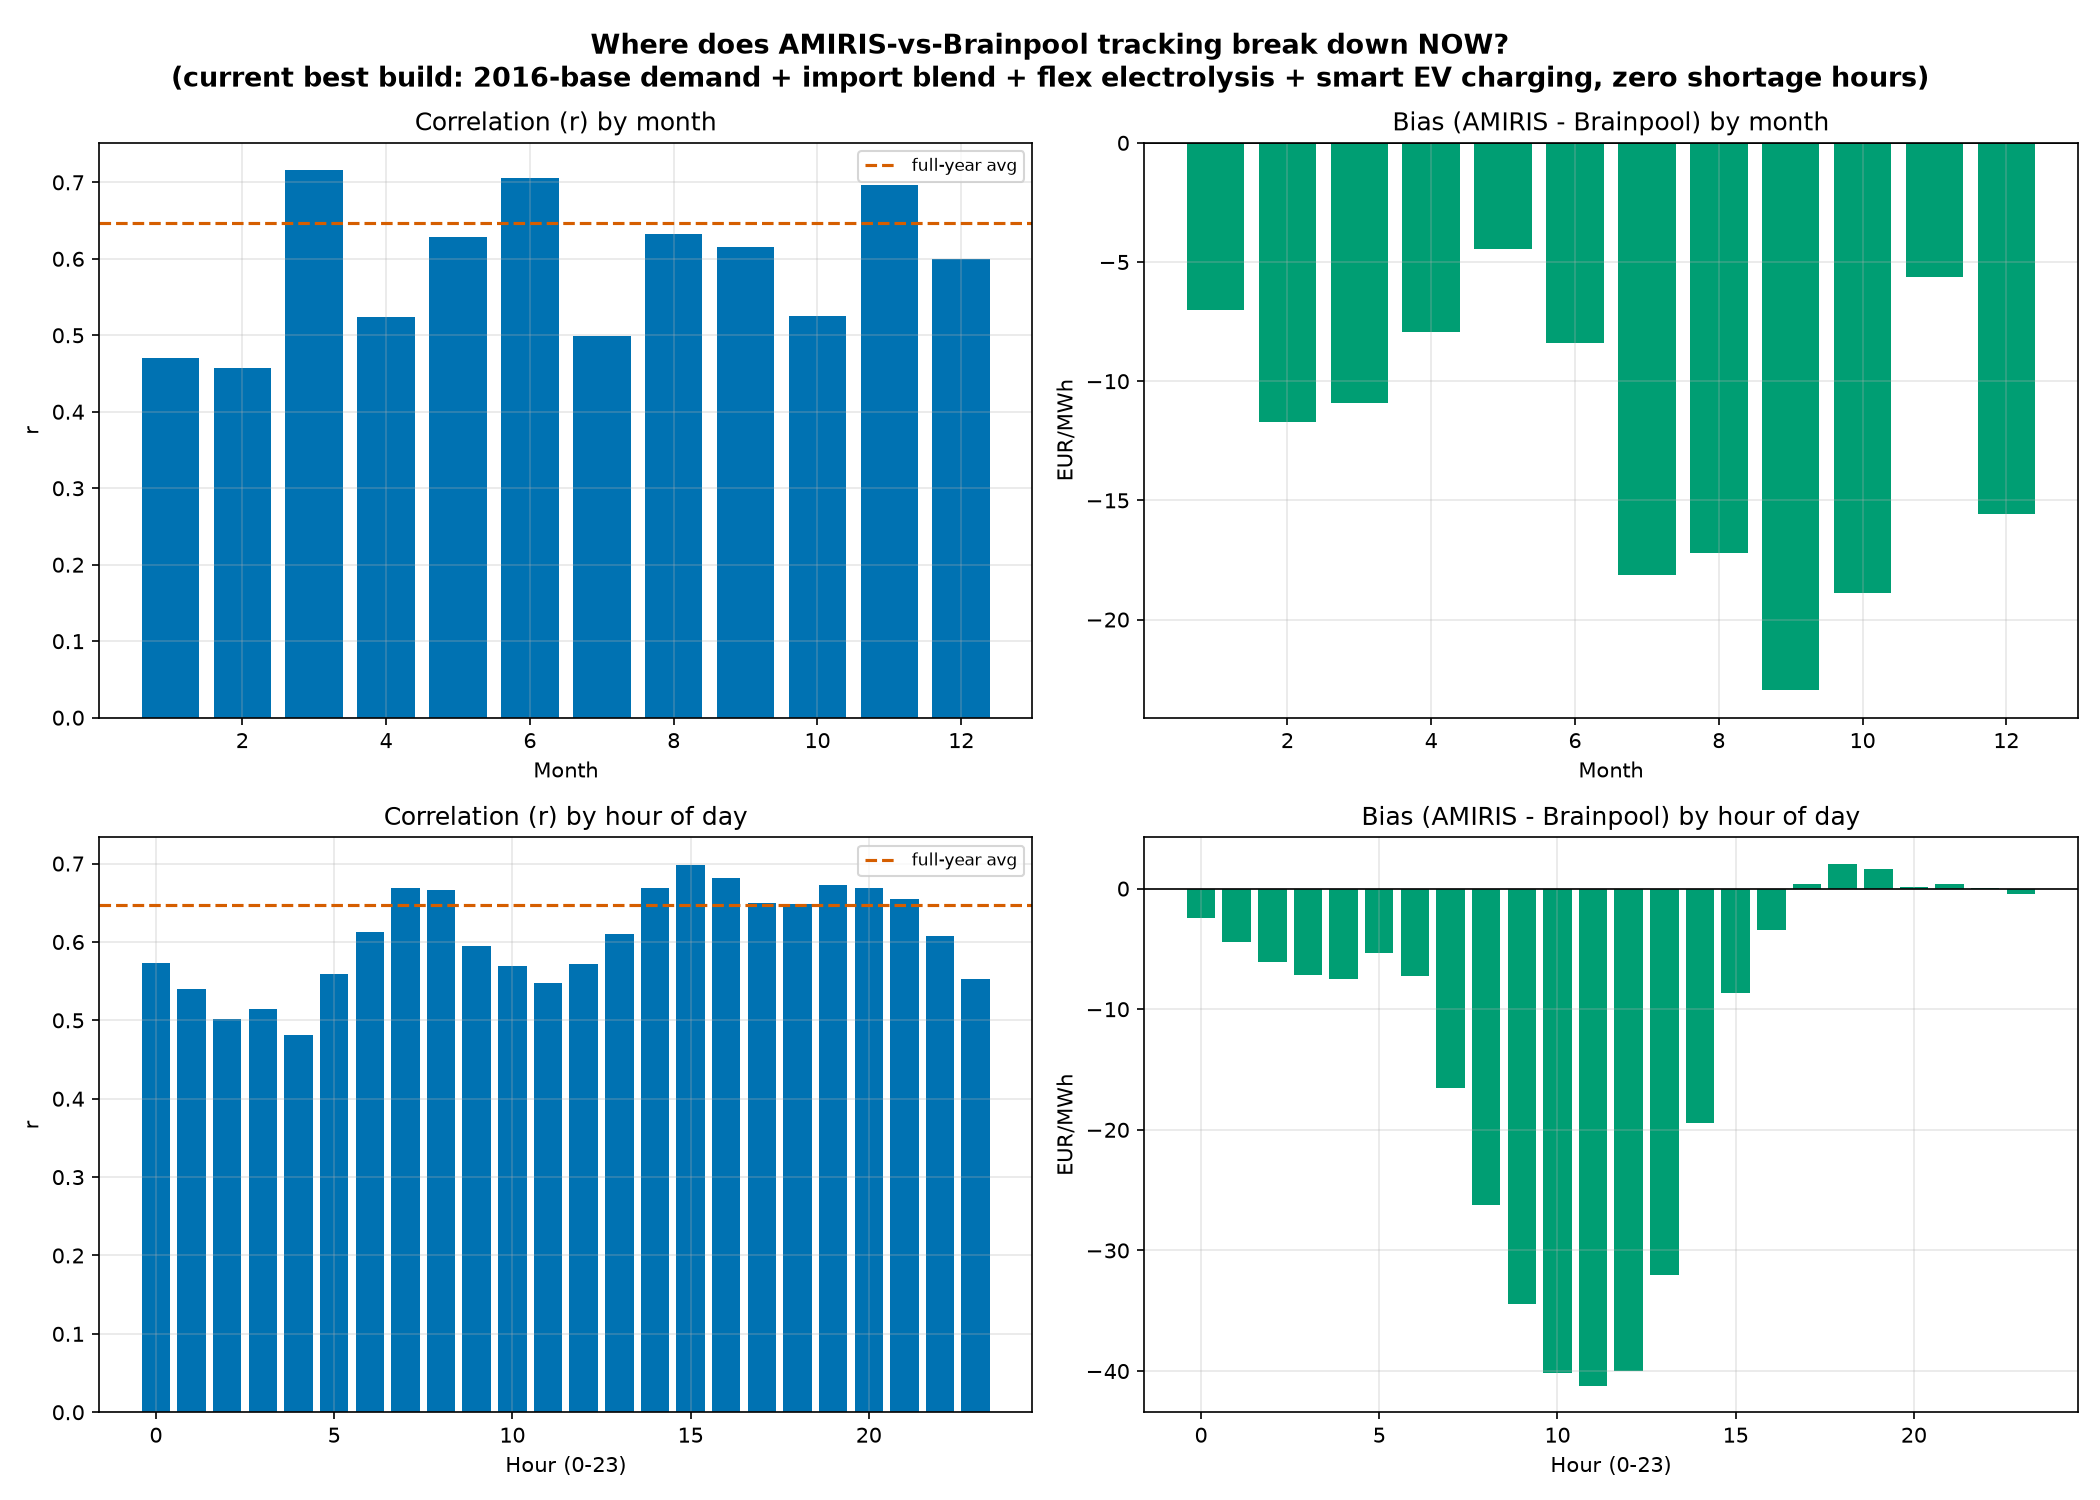 Where does AMIRIS-vs-Brainpool tracking break down NOW?
(current best build: 2016-base demand + import blend + flex electrolysis + smart EV charging, zero shortage hours)
Correlation (r) by month
full-year avg
0.7
0.6
0.5
0.4
0.3
0.2
0.1
0.0
r
2 4 6 8 10 12
Month
Bias (AMIRIS - Brainpool) by month
0
−5
−10
−15
−20
EUR/MWh
2 4 6 8 10 12
Month
Correlation (r) by hour of day
full-year avg
0.7
0.6
0.5
0.4
0.3
0.2
0.1
0.0
r
0 5 10 15 20
Hour (0-23)
Bias (AMIRIS - Brainpool) by hour of day
0
−10
−20
−30
−40
EUR/MWh
0 5 10 15 20
Hour (0-23)